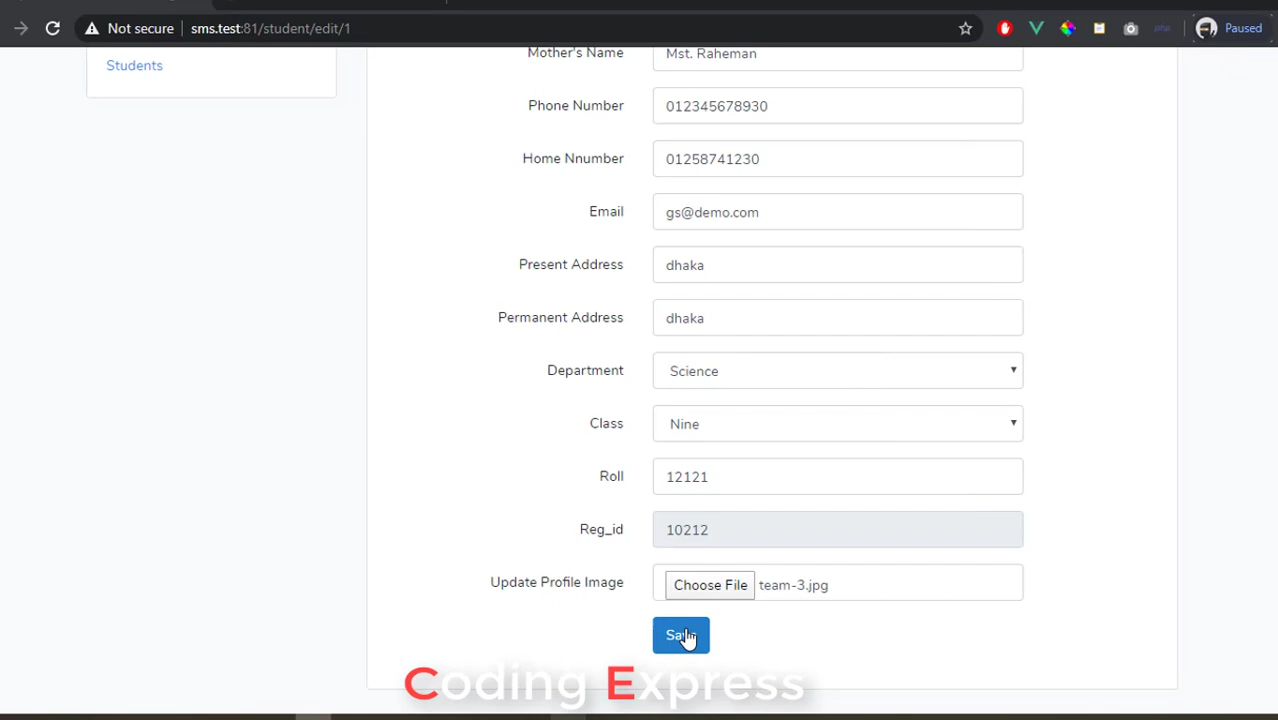 Not secure
sms.test:81/student/edit/1
php
Paused
Students
Mother's Name
Mst. Raheman
Phone Number
012345678930
Home Nnumber
01258741230
Email
gs@demo.com
Present Address
dhaka
Permanent Address
dhaka
Department
Science
Class
Nine
Roll
12121
Reg_id
10212
Update Profile Image
Choose File team-3.jpg
Save
Coding Express